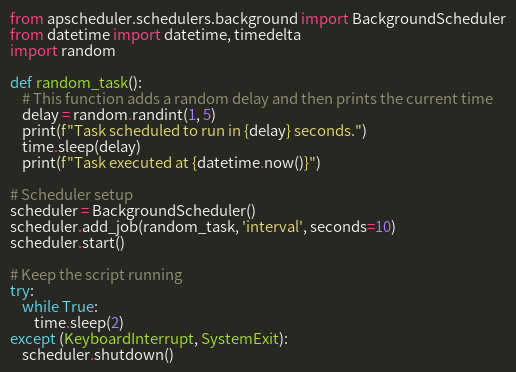 from apscheduler.schedulers.background import BackgroundScheduler
from datetime import datetime, timedelta
import random

def random_task():
    # This function adds a random delay and then prints the current time
    delay = random.randint(1, 5)
    print(f"Task scheduled to run in {delay} seconds.")
    time.sleep(delay)
    print(f"Task executed at {datetime.now()}")

# Scheduler setup
scheduler = BackgroundScheduler()
scheduler.add_job(random_task, 'interval', seconds=10)
scheduler.start()

# Keep the script running
try:
    while True:
        time.sleep(2)
except (KeyboardInterrupt, SystemExit):
    scheduler.shutdown()